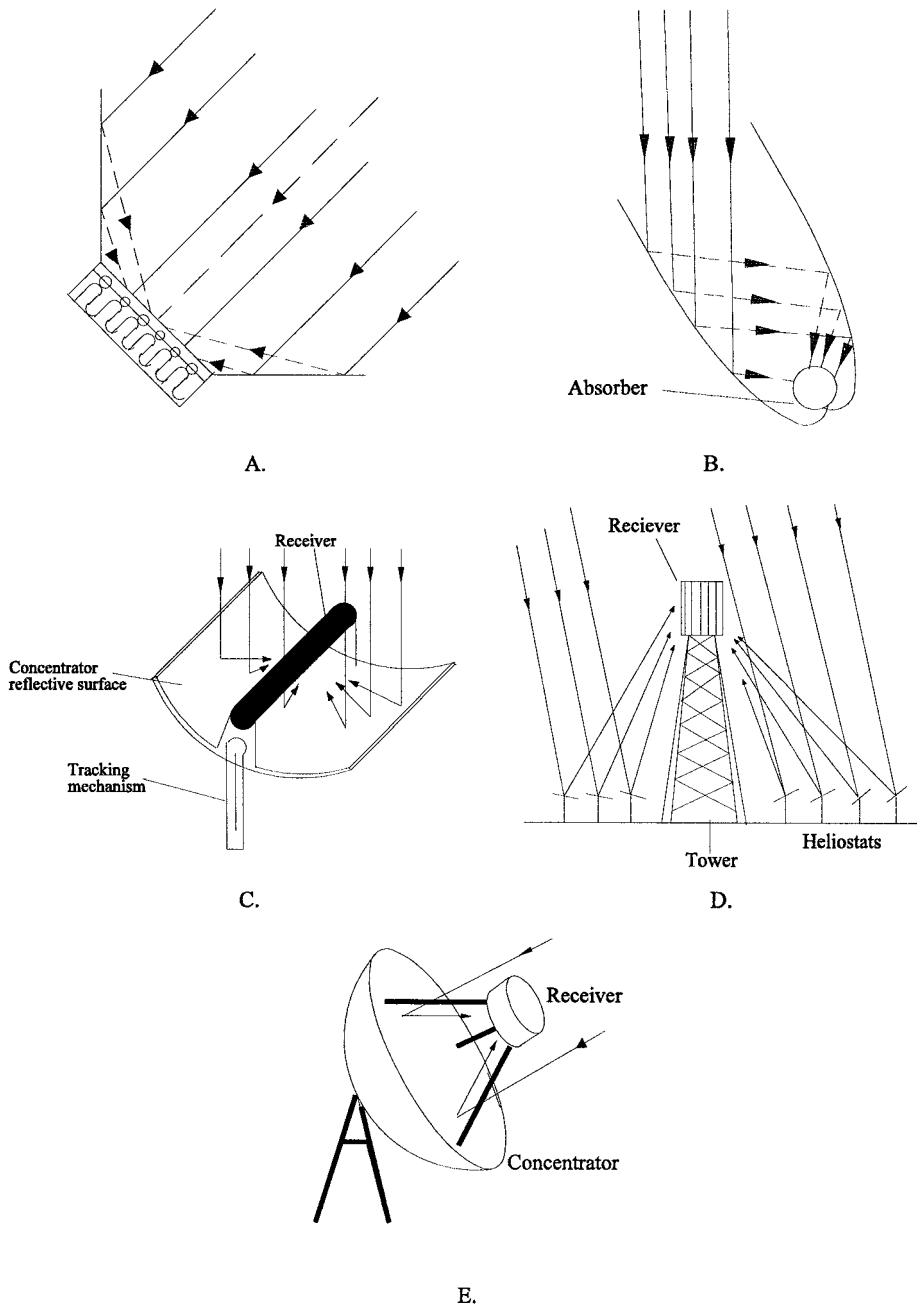 Absorber
A.
B.
Receiver
Concentrator
reflective surface
Tracking
mechanism
C.
Reciever
Heliostats
Tower
D.
Receiver
Concentrator
E.